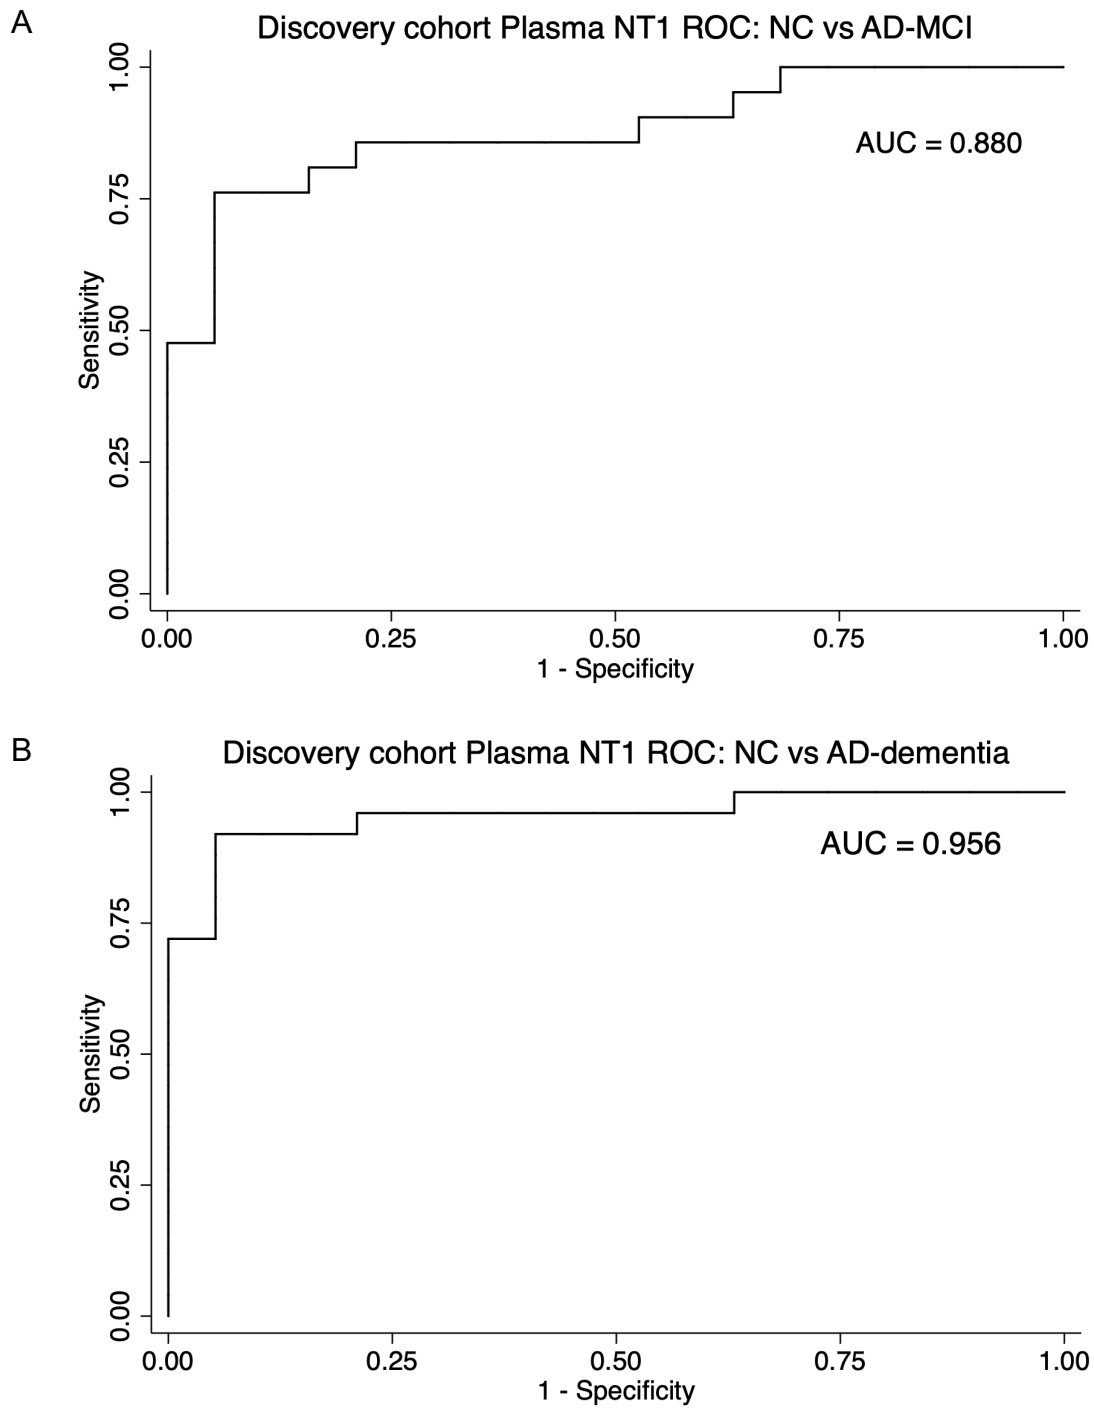 A
Discovery cohort Plasma NT1 ROC: NC vs AD-MCI
1.00
0.75
0.50
0.25
0.00
Sensitivity
AUC = 0.880
0.00 0.25 0.50 0.75 1.00
1 - Specificity
B
Discovery cohort Plasma NT1 ROC: NC vs AD-dementia
1.00
0.75
0.50
0.25
0.00
Sensitivity
AUC = 0.956
0.00 0.25 0.50 0.75 1.00
1 - Specificity